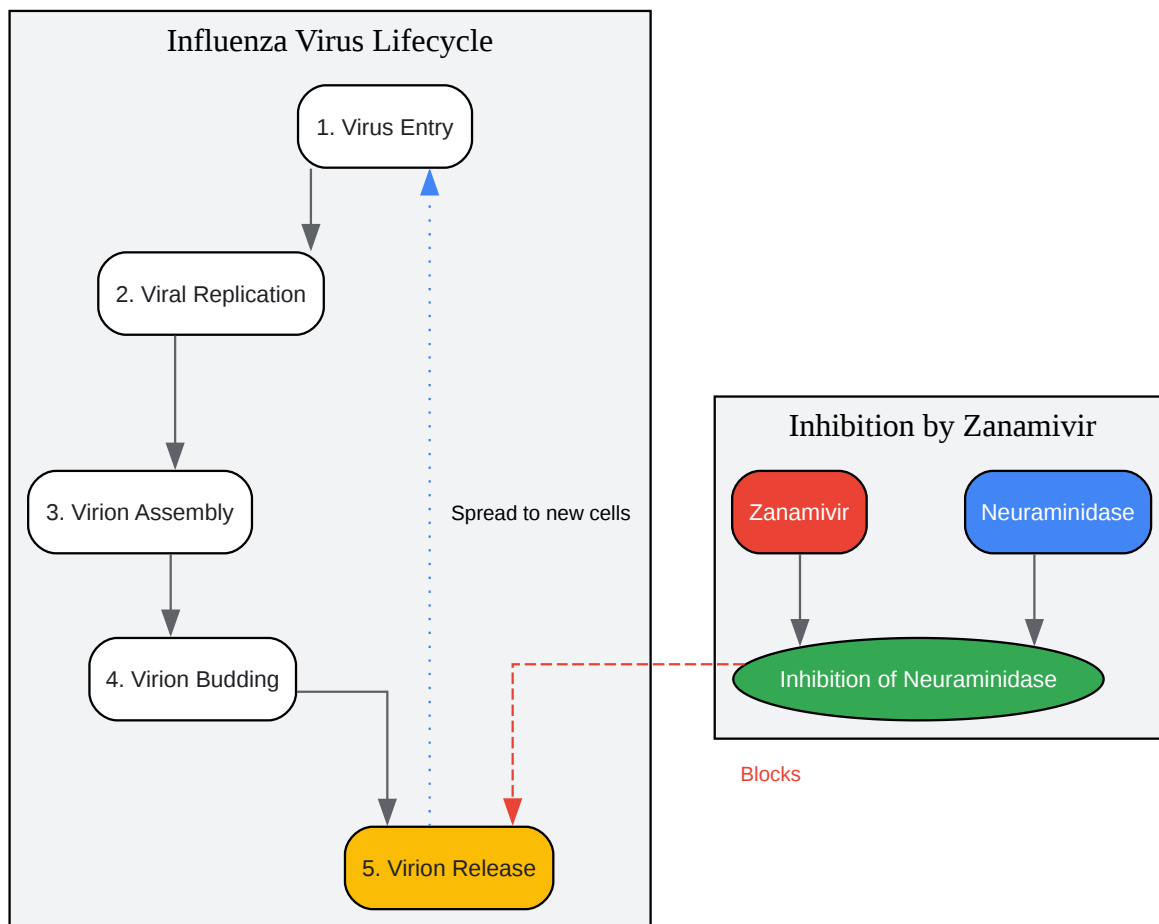 Influenza Virus Lifecycle
1. Virus Entry
2. Viral Replication
3. Virion Assembly
Spread to new cells
4. Virion Budding
5. Virion Release
Inhibition by Zanamivir
Zanamivir
Neuraminidase
Inhibition of Neuraminidase
Blocks